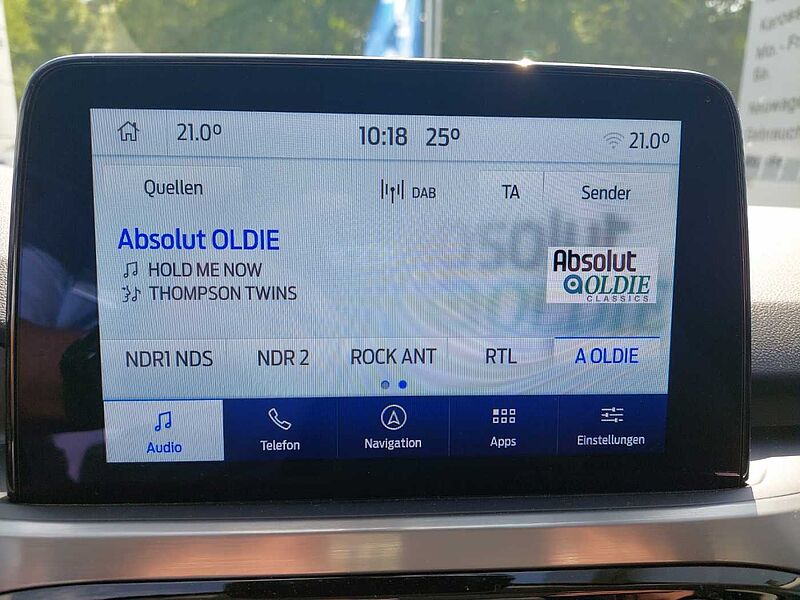 21.0° 10:18 25° 21.0°
Quellen DAB TA Sender
Absolut OLDIE
HOLD ME NOW
THOMPSON TWINS
Absolut
OLDIE
CLASSICS
NDR1 NDS NDR 2 ROCK ANT RTL A OLDIE
Audio Telefon Navigation Apps Einstellungen